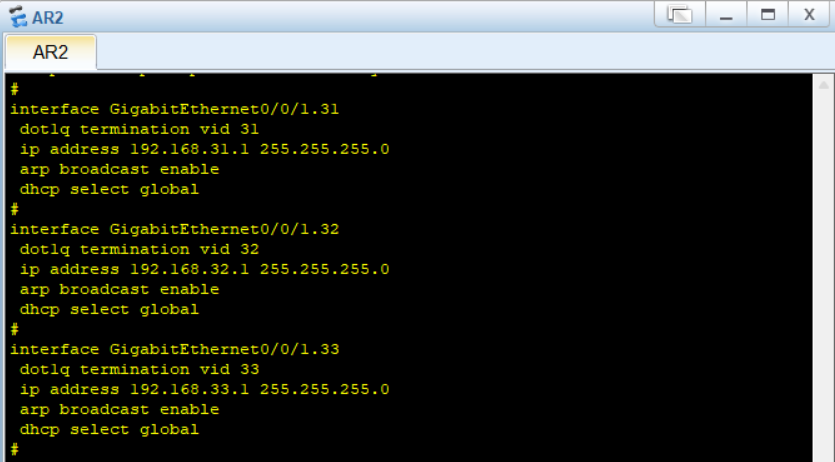 AR2
X
AR2
#
interface GigabitEthernet0/0/1.31
 dot1q termination vid 31
 ip address 192.168.31.1 255.255.255.0
 arp broadcast enable
 dhcp select global
#
interface GigabitEthernet0/0/1.32
 dot1q termination vid 32
 ip address 192.168.32.1 255.255.255.0
 arp broadcast enable
 dhcp select global
#
interface GigabitEthernet0/0/1.33
 dot1q termination vid 33
 ip address 192.168.33.1 255.255.255.0
 arp broadcast enable
 dhcp select global
#